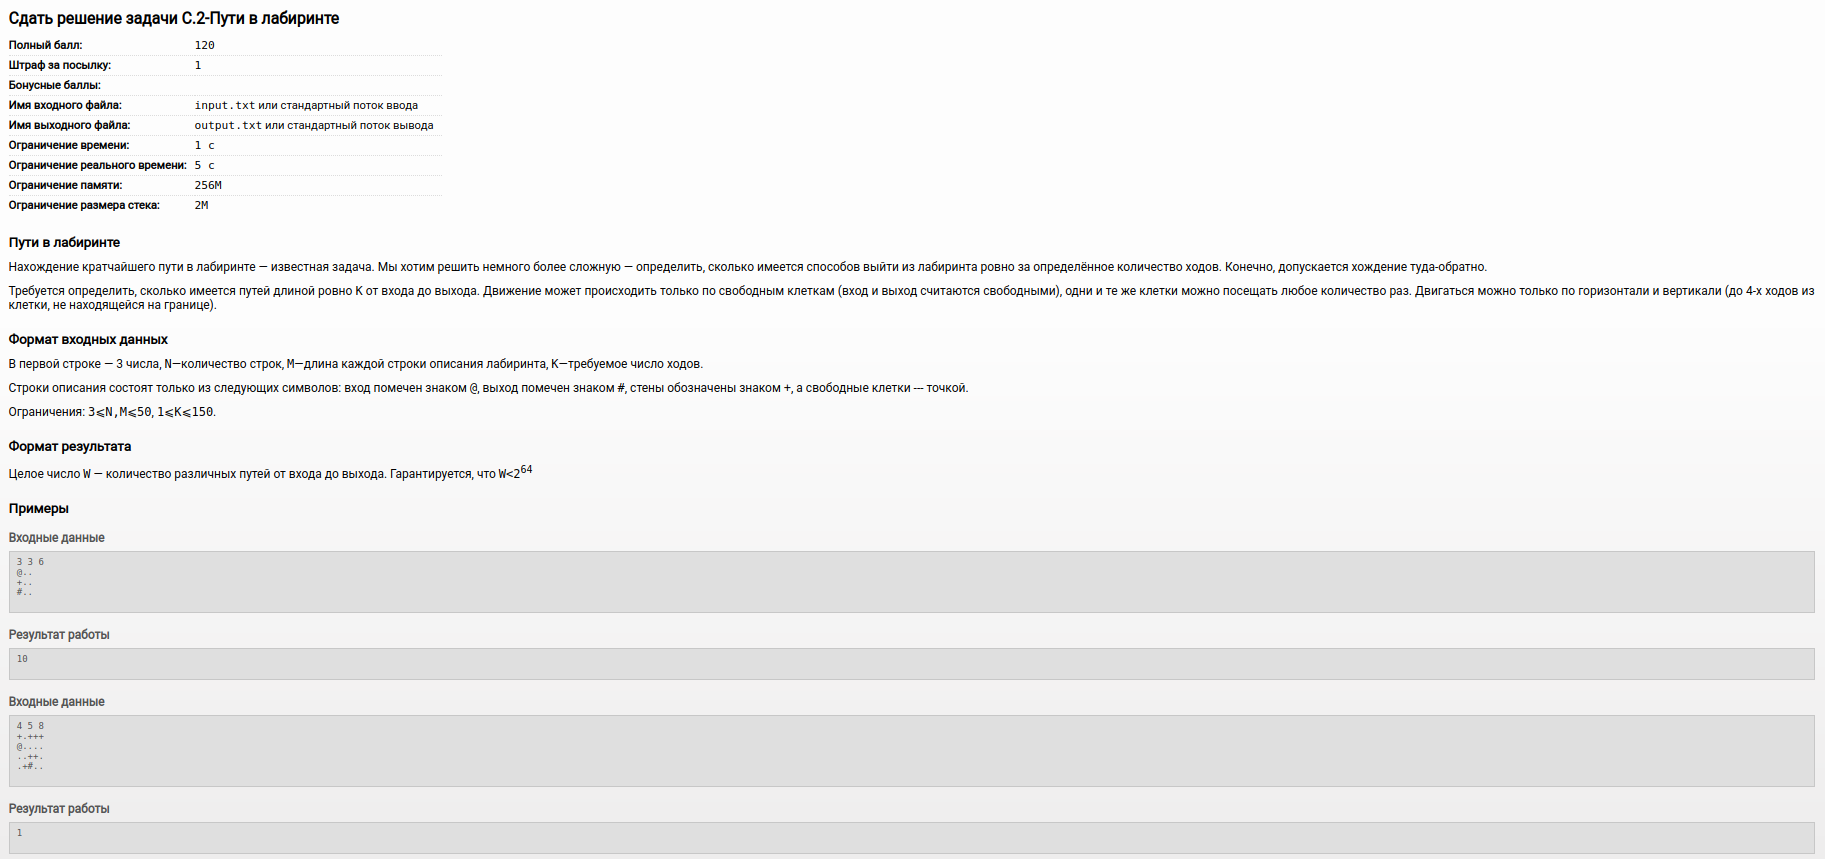 Сдать решение задачи C.2-Пути в лабиринте
Полный балл: 120
Штраф за посылку: 1
Бонусные баллы:
Имя входного файла: input.txt или стандартный поток ввода
Имя выходного файла: output.txt или стандартный поток вывода
Ограничение времени: 1 с
Ограничение реального времени: 5 с
Ограничение памяти: 256M
Ограничение размера стека: 2M
Пути в лабиринте
Нахождение кратчайшего пути в лабиринте — известная задача. Мы хотим решить немного более сложную — определить, сколько имеется способов выйти из лабиринта ровно за определённое количество ходов. Конечно, допускается хождение туда-обратно.
Требуется определить, сколько имеется путей длиной ровно K от входа до выхода. Движение может происходить только по свободным клеткам (вход и выход считаются свободными), одни и те же клетки можно посещать любое количество раз. Двигаться можно только по горизонтали и вертикали (до 4-х ходов из
клетки, не находящейся на границе).
Формат входных данных
В первой строке — 3 числа, N—количество строк, M—длина каждой строки описания лабиринта, K—требуемое число ходов.
Строки описания состоят только из следующих символов: вход помечен знаком @, выход помечен знаком #, стены обозначены знаком +, а свободные клетки --- точкой.
Ограничения: 3⩽N,M⩽50, 1⩽K⩽150.
Формат результата
Целое число W — количество различных путей от входа до выхода. Гарантируется, что W<2^64
Примеры
Входные данные
3 3 6
@..
+..
#..
Результат работы
10
Входные данные
4 5 8
+.+++
@....
..++.
.+#..
Результат работы
1